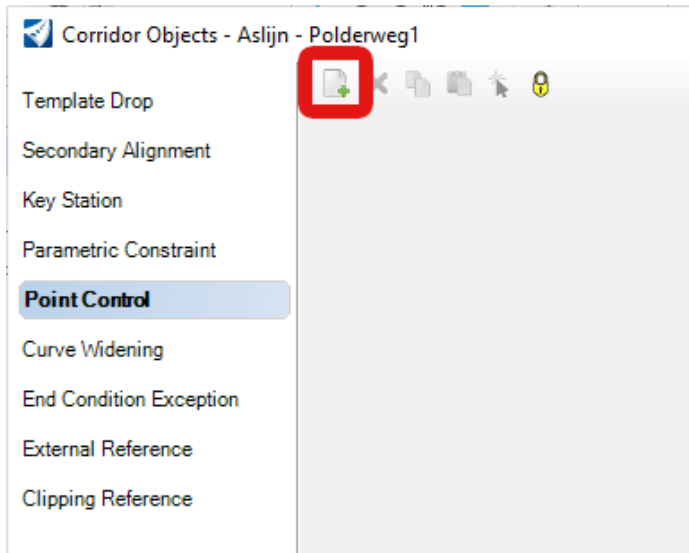 Corridor Objects - Aslijn - Polderweg1
Template Drop
Secondary Alignment
Key Station
Parametric Constraint
Point Control
Curve Widening
End Condition Exception
External Reference
Clipping Reference